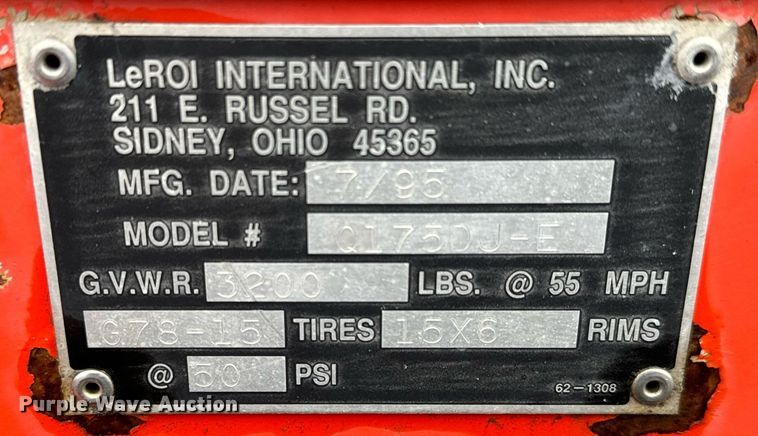 LeROI INTERNATIONAL, INC.
211 E. RUSSEL RD.
SIDNEY, OHIO 45365
MFG. DATE: 7/95
MODEL # Q175DJ-E
G.V.W.R. 3200 LBS. @ 55 MPH
G78-15 TIRES 15X6 RIMS
@ 50 PSI
62-1308
Purple Wave Auction